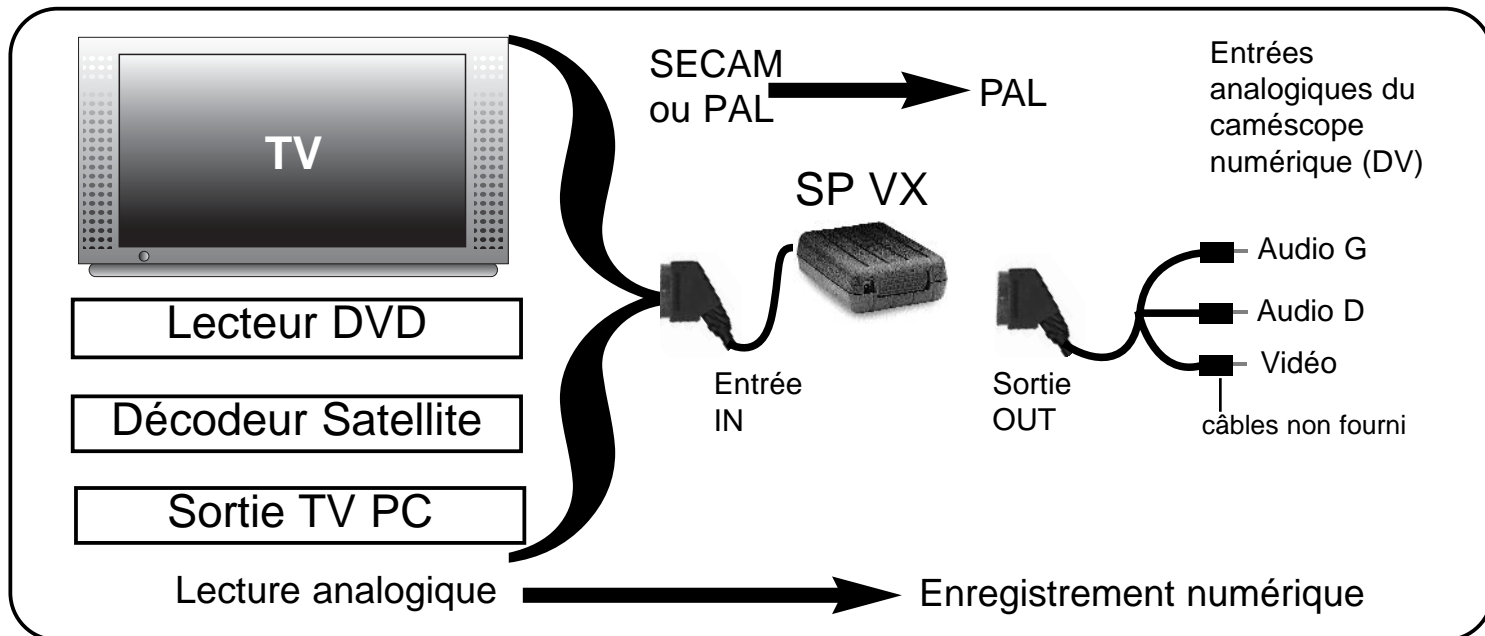 TV
Lecteur DVD
Décodeur Satellite
Sortie TV PC
SECAM
ou PAL
PAL
SP VX
Entrée
IN
Sortie
OUT
Entrées
analogiques du
caméscope
numérique (DV)
Audio G
Audio D
Vidéo
câbles non fourni
Lecture analogique
Enregistrement numérique